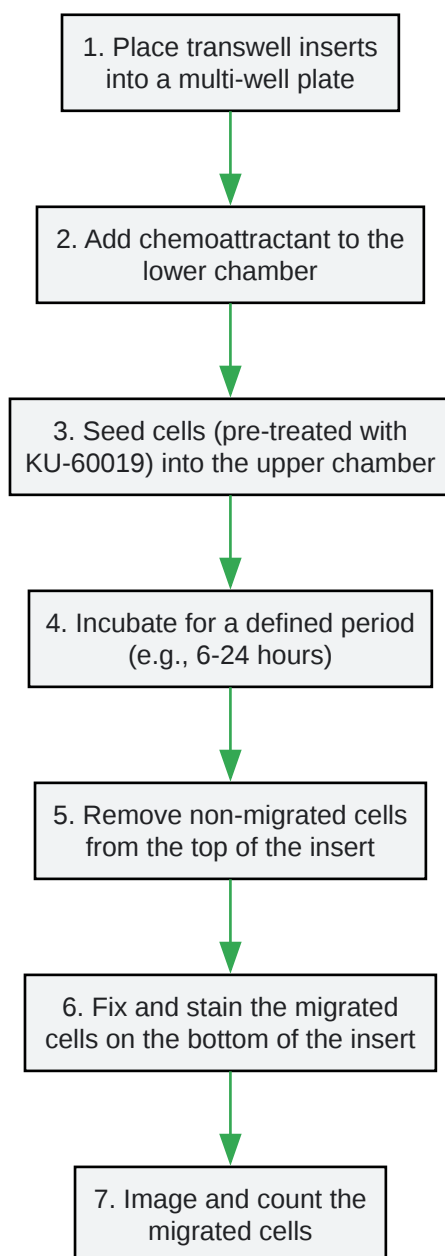 1. Place transwell inserts
into a multi-well plate
2. Add chemoattractant to the
lower chamber
3. Seed cells (pre-treated with
KU-60019) into the upper chamber
4. Incubate for a defined period
(e.g., 6-24 hours)
5. Remove non-migrated cells
from the top of the insert
6. Fix and stain the migrated
cells on the bottom of the insert
7. Image and count the
migrated cells